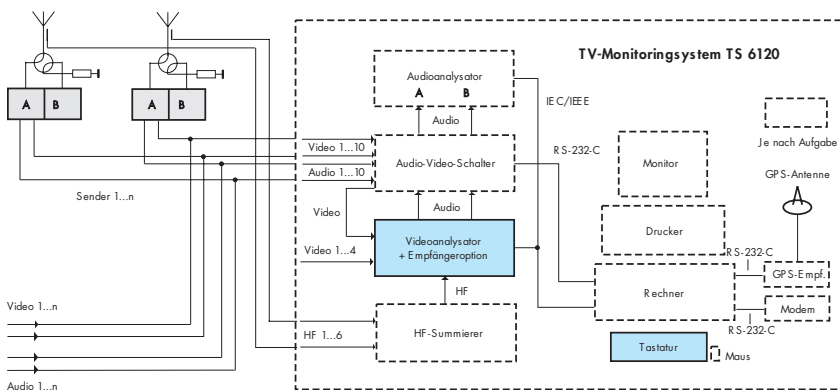 TV-Monitoringsystem TS 6120
Audioanalysator
A B
IEC/IEEE
A B
A B
Audio
Je nach Aufgabe
Video 1...10
RS-232-C
Audio-Video-Schalter
Monitor
Audio 1...10
GPS-Antenne
Sender 1...n
Video
Audio
Drucker
Videoanalysator
+ Empfängeroption
Video 1...4
RS-232-C
GPS-Empf.
HF
Rechner
Video 1...n
Modem
HF 1...6
HF-Summierer
RS-232-C
Tastatur
Maus
Audio 1...n